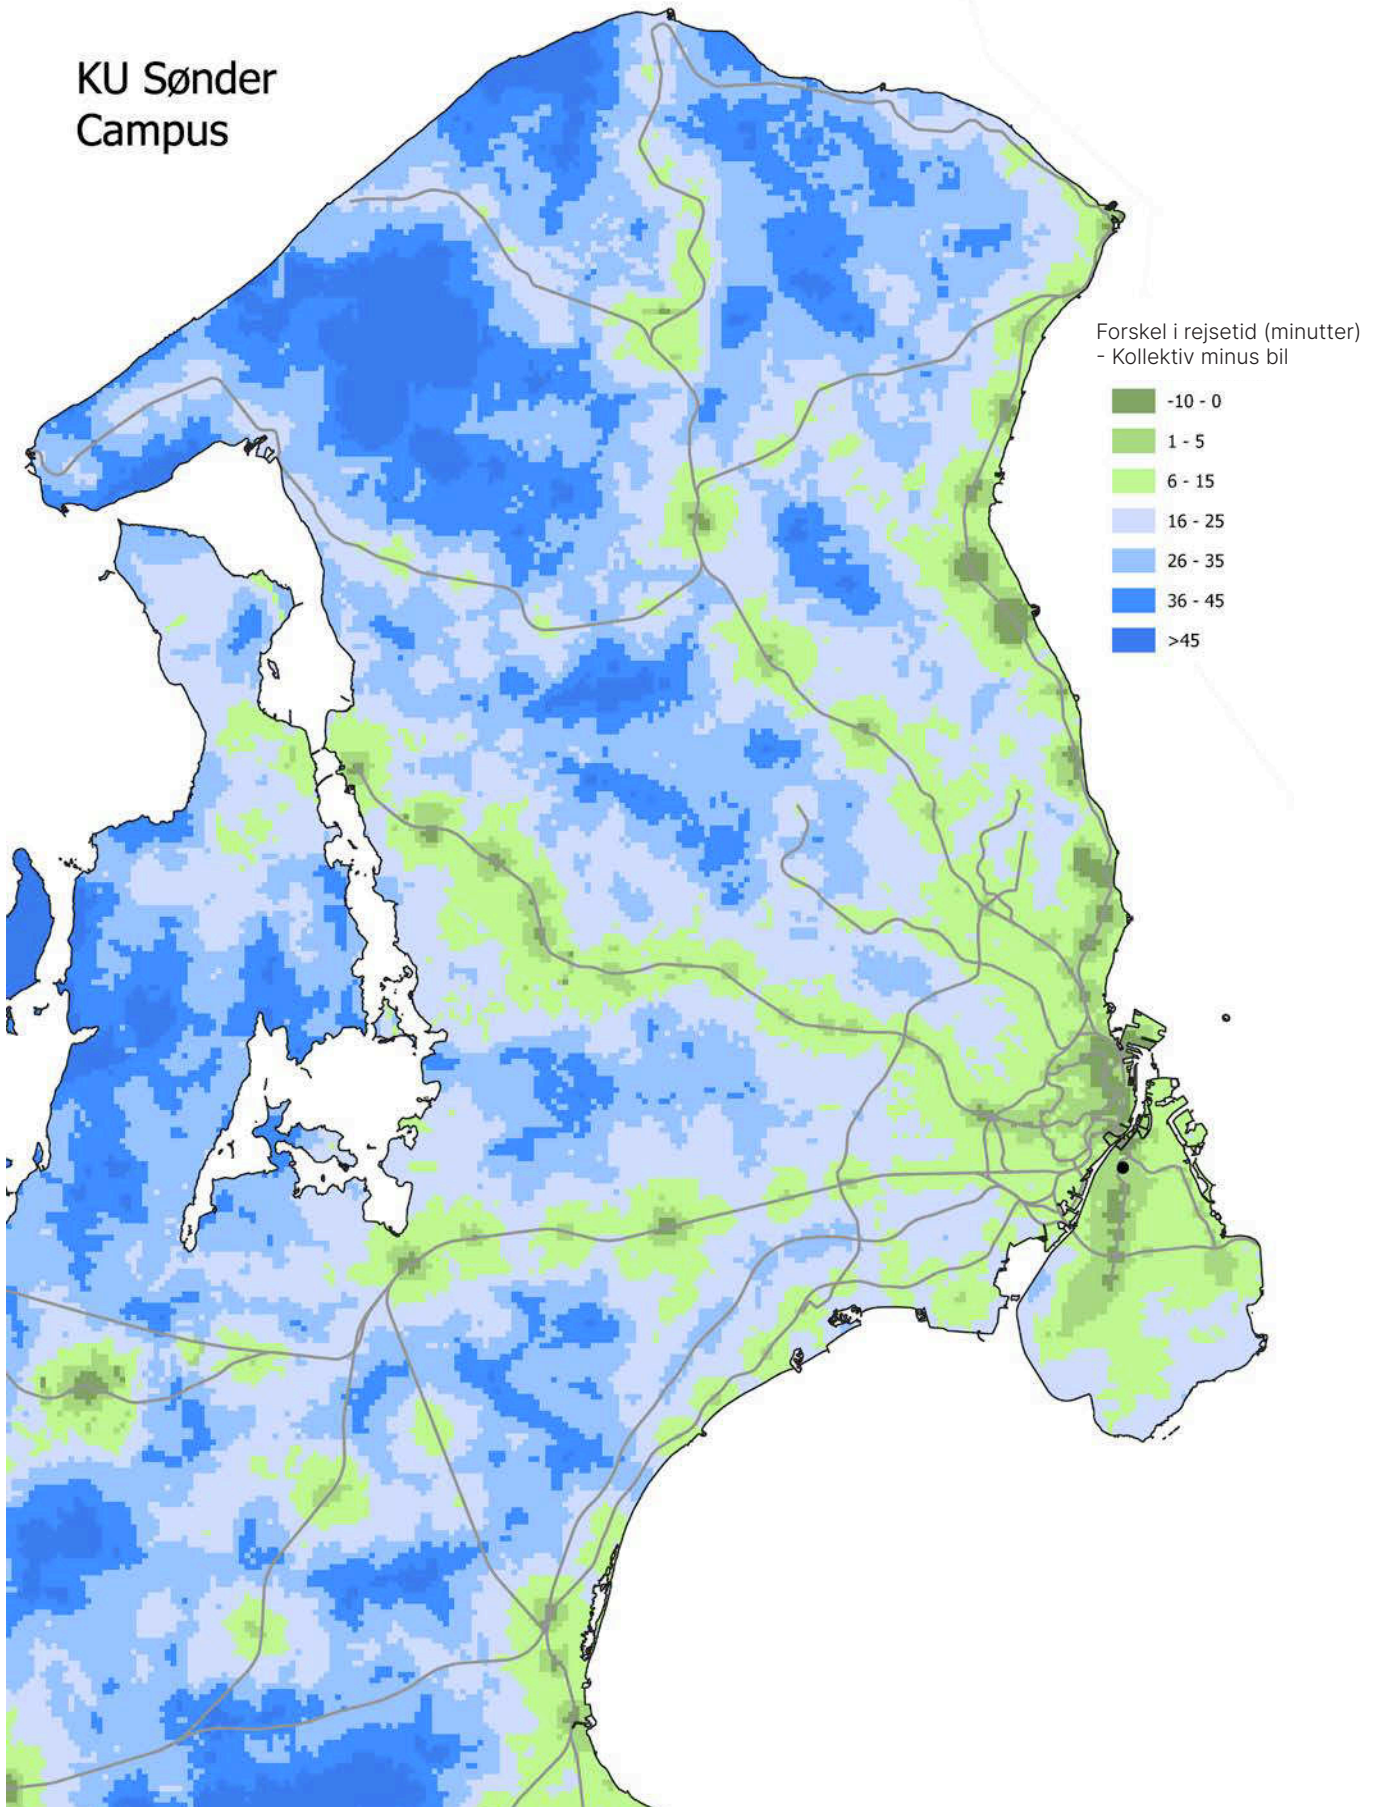 KU Sønder
Campus
Forskel i rejsetid (minutter)
- Kollektiv minus bil
-10 - 0
1 - 5
6 - 15
16 - 25
26 - 35
36 - 45
>45